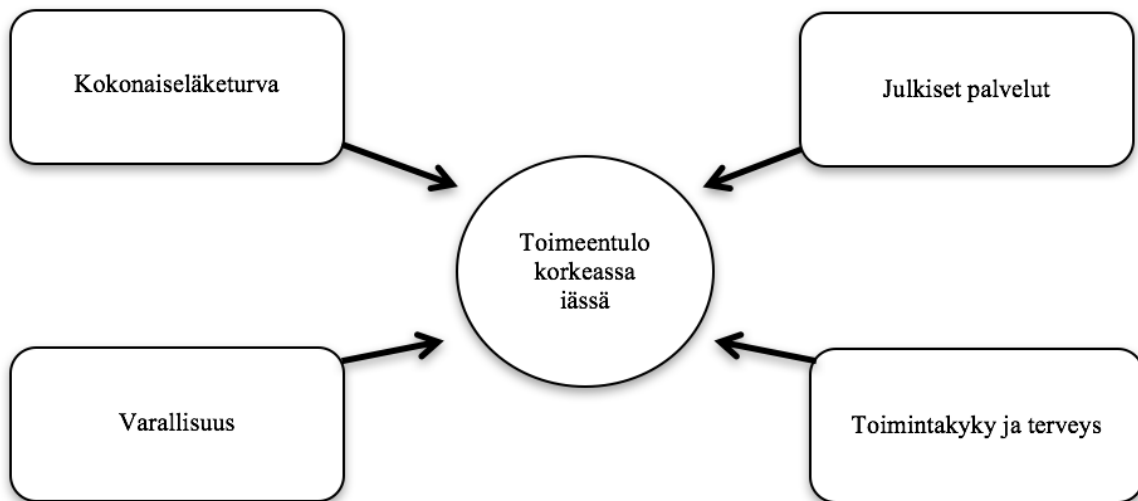 Kokonaiseläketurva
Julkiset palvelut
Toimeentulo
korkeassa
iässä
Varallisuus
Toimintakyky ja terveys